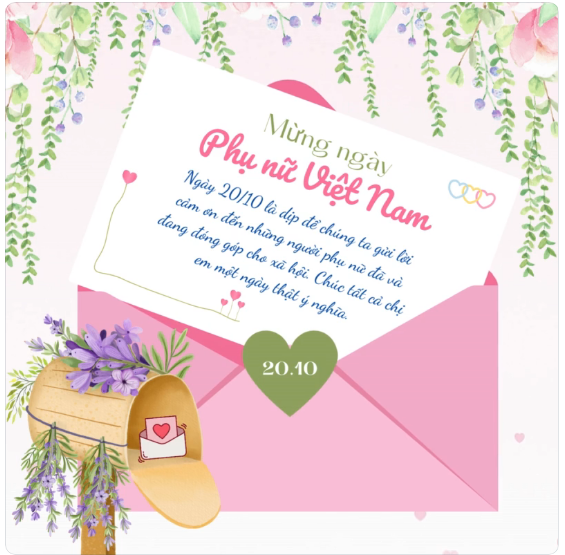 Mừng ngày
Phụ nữ Việt Nam
Ngày 20/10 là dịp để chúng ta gửi lời
cảm ơn đến những người phụ nữ đã và
đang đóng góp cho xã hội. Chúc tất cả chị
em một ngày thật ý nghĩa.
20.10